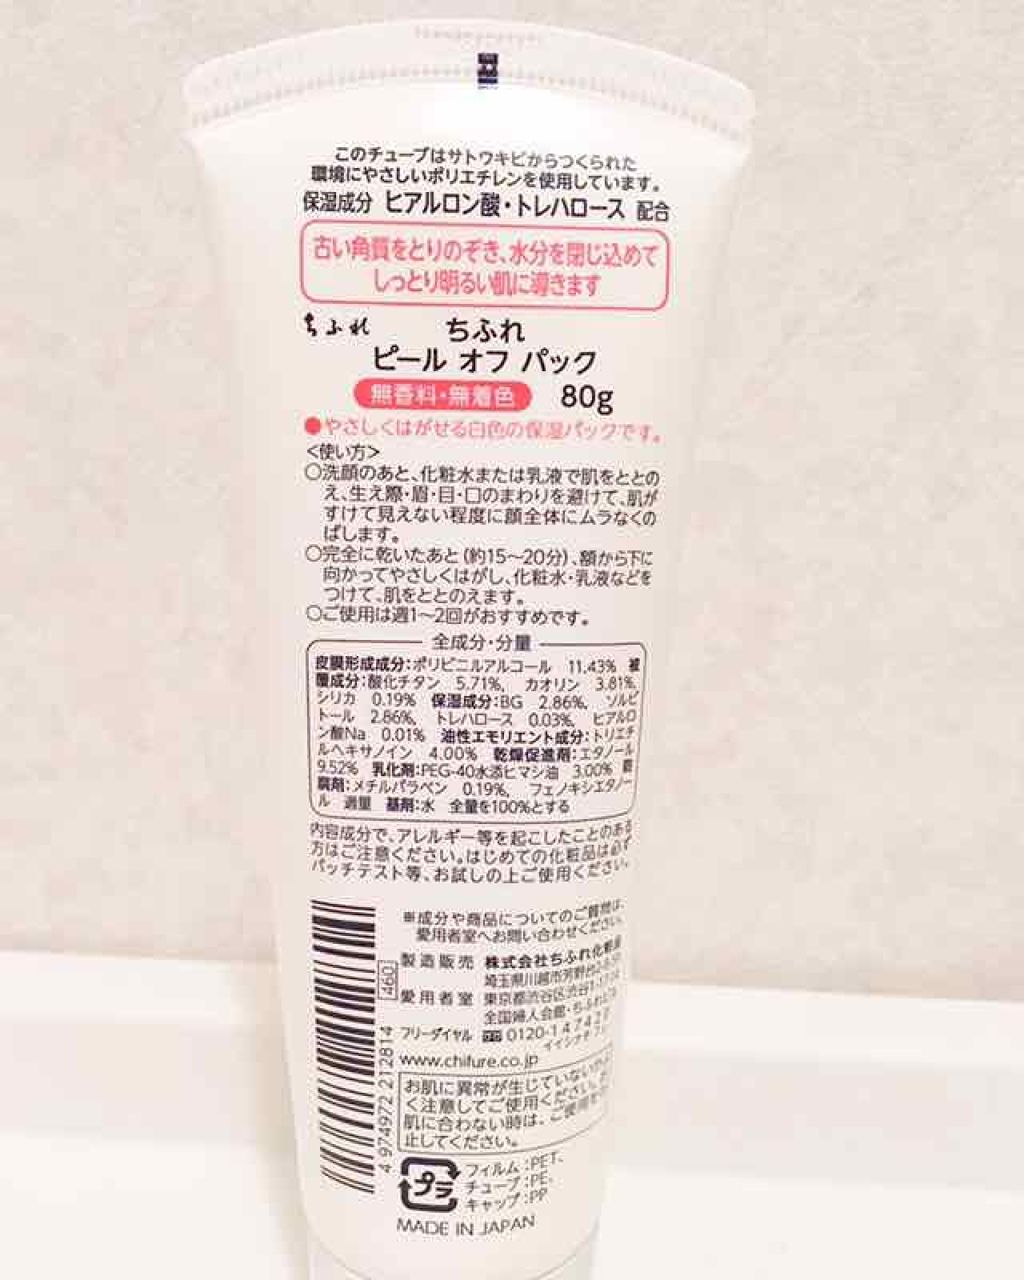 このチューブはサトウキビからつくられた
環境にやさしいポリエチレンを使用しています。
保湿成分 ヒアルロン酸・トレハロース 配合
古い角質をとりのぞき、水分を閉じ込めて
しっとり明るい肌に導きます
ちふれ ちふれ
ピール オフ パック
無香料・無着色 80g
●やさしくはがせる白色の保湿パックです。
<使い方>
○洗顔のあと、化粧水または乳液で肌をととの
え、生え際・眉・目・口のまわりを避けて、肌が
すけて見えない程度に顔全体にムラなくの
ばします。
○完全に乾いたあと(約15〜20分)、額から下に
向かってやさしくはがし、化粧水・乳液などを
つけて、肌をととのえます。
○ご使用は週1〜2回がおすすめです。
全成分・分量
皮膜形成成分:ポリビニルアルコール 11.43% 被
覆成分:酸化チタン 5.71%, カオリン 3.81%,
シリカ 0.19% 保湿成分:BG 2.86%, ソルビ
トール 2.86%, トレハロース 0.03%, ヒアルロ
ン酸Na 0.01% 油性エモリエント成分:トリエチ
ルヘキサノイン 4.00% 乾燥促進剤:エタノール
9.52% 乳化剤:PEG-40水添ヒマシ油 3.00% 防
腐剤:メチルパラベン 0.19%, フェノキシエタノー
ル 適量 基剤:水 全量を100%とする
内容成分で、アレルギー等を起こしたことのある
方はご注意ください。はじめての化粧品は必ず
パッチテスト等、お試しの上ご使用ください。
※成分や商品についてのご質問は、
愛用者室へお問い合わせください。
製造販売 株式会社ちふれ化粧品
埼玉県川越市芳野台
愛用者室 東京都渋谷区渋谷
全国婦人会館・ちふれビル
フリーダイヤル 0120-147420
www.chifure.co.jp
お肌に異常が生じていないかよ
く注意してご使用ください。お
肌に合わない時は、ご使用を
止してください。
460
4 974972 212814
プラ
フィルム:PET、
チューブ:PE、
キャップ:PP
MADE IN JAPAN